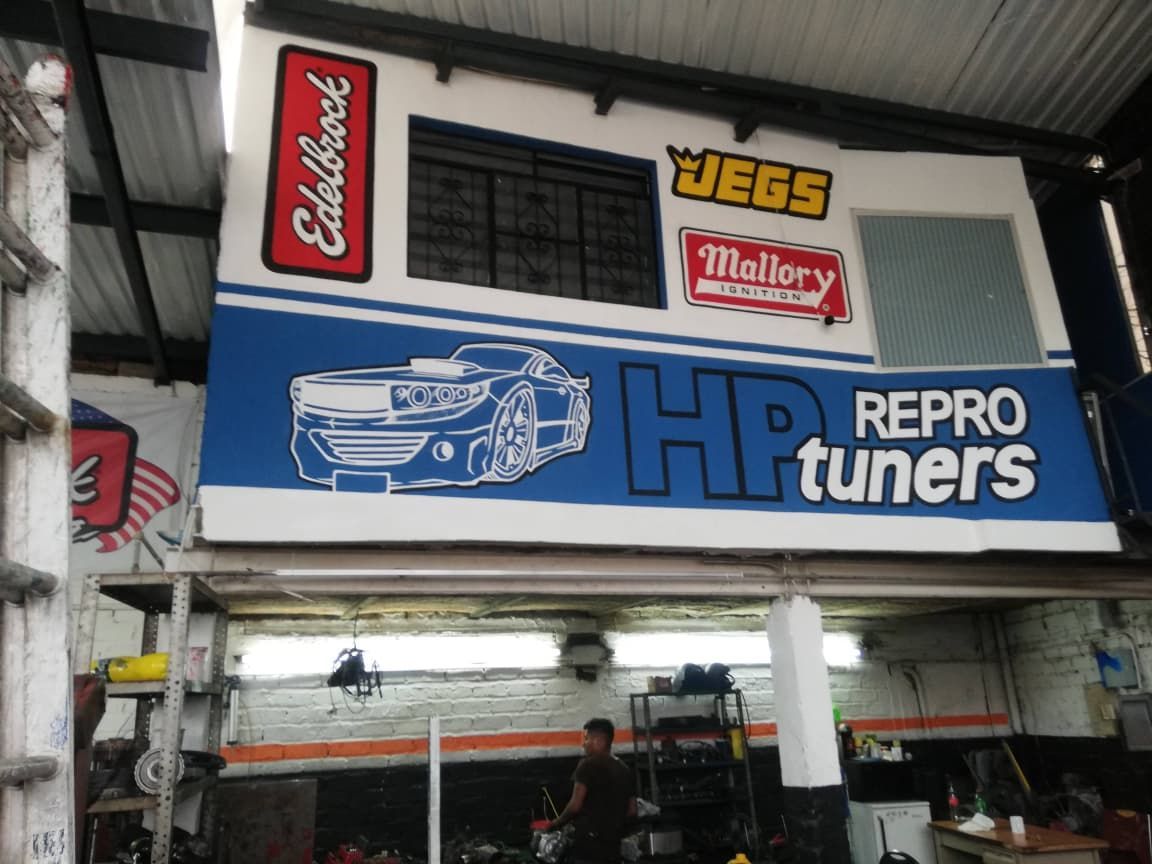 Edelbrock
JEGS
Mallory
IGNITION
HP REPRO
tuners